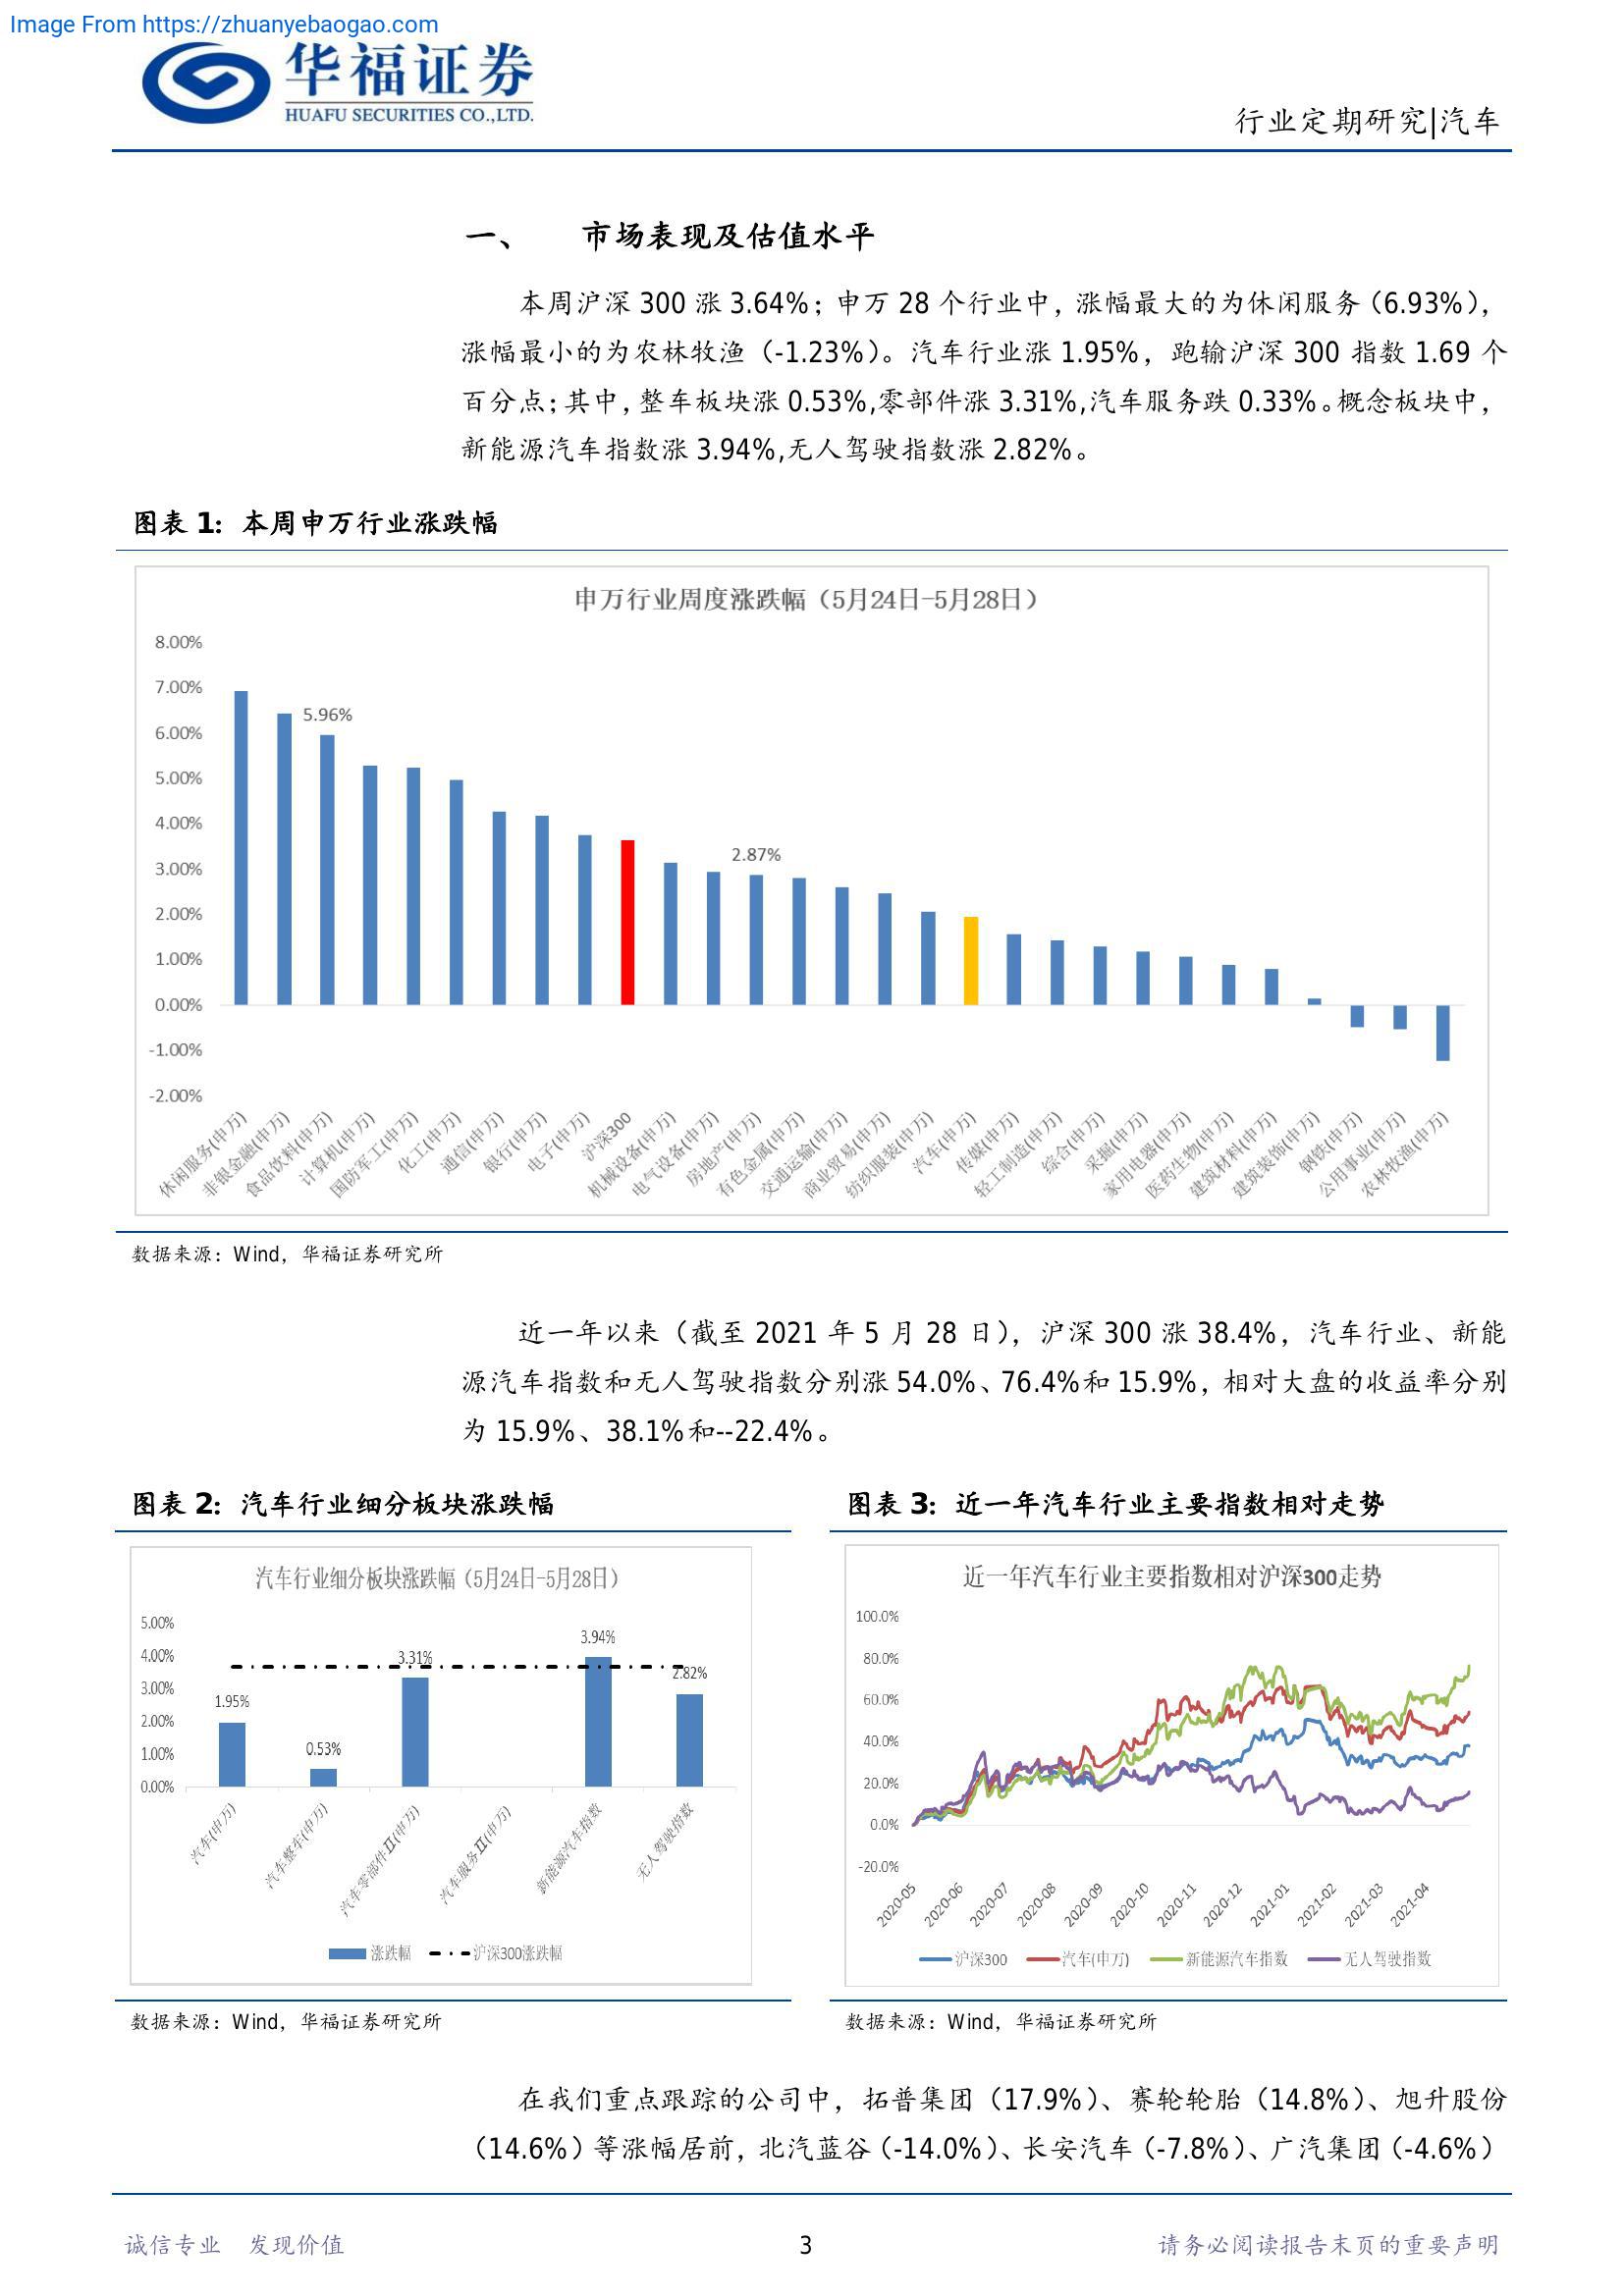 Image From https://zhuanyebaogao.com
华福证券
HUAFU SECURITIES CO.,LTD.
行业定期研究|汽车
一、 市场表现及估值水平
本周沪深 300 涨 3.64%；申万 28 个行业中，涨幅最大的为休闲服务（6.93%），
涨幅最小的为农林牧渔（-1.23%）。汽车行业涨 1.95%，跑输沪深 300 指数 1.69 个
百分点；其中，整车板块涨 0.53%,零部件涨 3.31%,汽车服务跌 0.33%。概念板块中，
新能源汽车指数涨 3.94%,无人驾驶指数涨 2.82%。
图表 1：本周申万行业涨跌幅
申万行业周度涨跌幅（5月24日-5月28日）
8.00%
7.00%
6.00%
5.00%
4.00%
3.00%
2.00%
1.00%
0.00%
-1.00%
-2.00%
5.96%
2.87%
休闲服务(申万)
非银金融(申万)
食品饮料(申万)
计算机(申万)
国防军工(申万)
化工(申万)
通信(申万)
银行(申万)
电子(申万)
沪深300
机械设备(申万)
电气设备(申万)
房地产(申万)
有色金属(申万)
交通运输(申万)
商业贸易(申万)
纺织服装(申万)
汽车(申万)
传媒(申万)
轻工制造(申万)
综合(申万)
采掘(申万)
家用电器(申万)
医药生物(申万)
建筑材料(申万)
建筑装饰(申万)
钢铁(申万)
公用事业(申万)
农林牧渔(申万)
数据来源：Wind，华福证券研究所
近一年以来（截至 2021 年 5 月 28 日），沪深 300 涨 38.4%，汽车行业、新能
源汽车指数和无人驾驶指数分别涨 54.0%、76.4%和 15.9%，相对大盘的收益率分别
为 15.9%、38.1%和--22.4%。
图表 2：汽车行业细分板块涨跌幅
汽车行业细分板块涨跌幅（5月24日-5月28日）
5.00%
4.00%
3.00%
2.00%
1.00%
0.00%
1.95%
0.53%
3.31%
3.94%
2.82%
汽车(申万)
汽车整车(申万)
汽车零部件Ⅱ(申万)
汽车服务Ⅱ(申万)
新能源汽车指数
无人驾驶指数
涨跌幅
沪深300涨跌幅
数据来源：Wind，华福证券研究所
图表 3：近一年汽车行业主要指数相对走势
近一年汽车行业主要指数相对沪深300走势
100.0%
80.0%
60.0%
40.0%
20.0%
0.0%
-20.0%
2020-05
2020-06
2020-07
2020-08
2020-09
2020-10
2020-11
2020-12
2021-01
2021-02
2021-03
2021-04
沪深300
汽车(申万)
新能源汽车指数
无人驾驶指数
数据来源：Wind，华福证券研究所
在我们重点跟踪的公司中，拓普集团（17.9%）、赛轮轮胎（14.8%）、旭升股份
（14.6%）等涨幅居前，北汽蓝谷（-14.0%）、长安汽车（-7.8%）、广汽集团（-4.6%）
诚信专业 发现价值
3
请务必阅读报告末页的重要声明